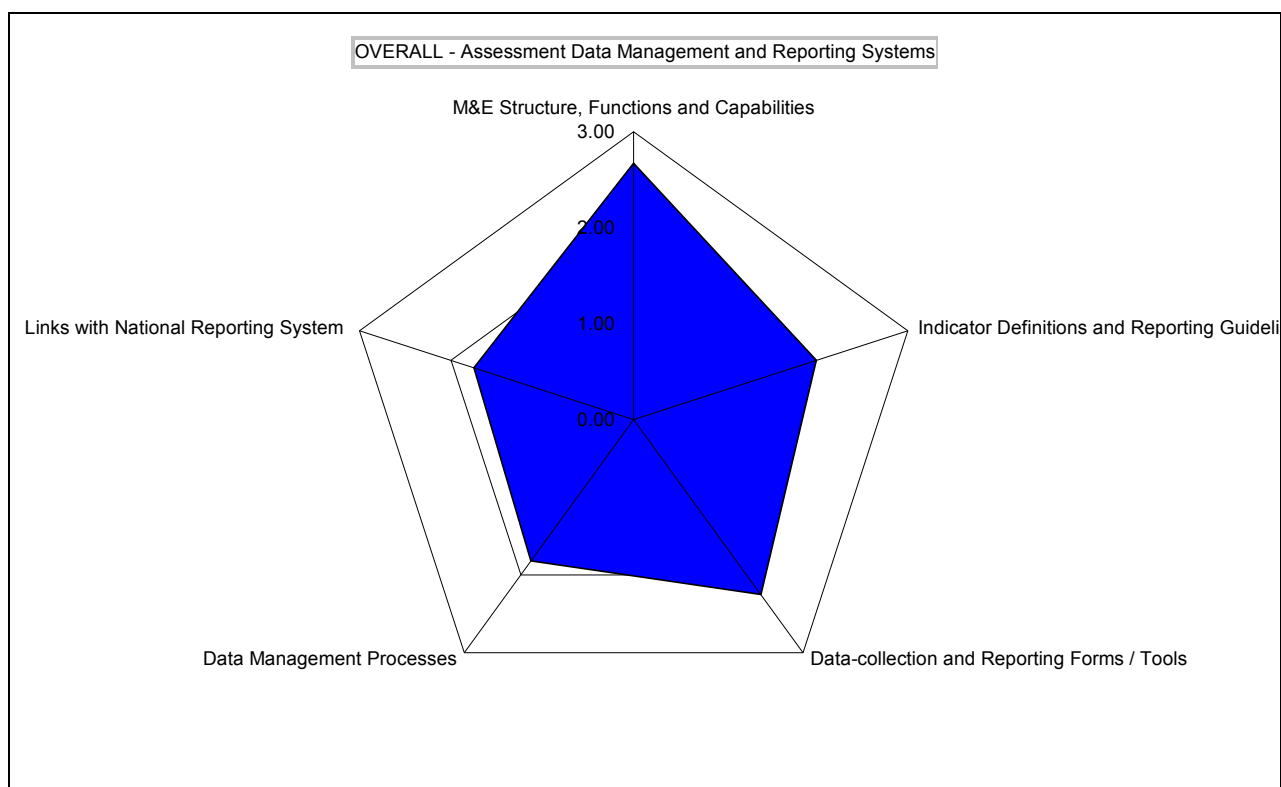 OVERALL - Assessment Data Management and Reporting Systems
M&E Structure, Functions and Capabilities
3.00
2.00
1.00
Links with National Reporting System
Indicator Definitions and Reporting Guideli
0.00
Data Management Processes
Data-collection and Reporting Forms / Tools